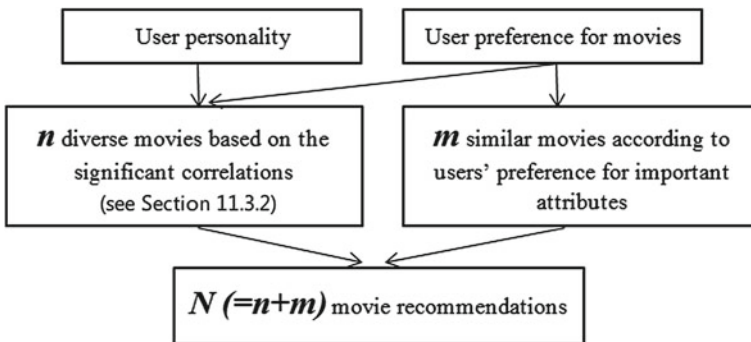 User personality
User preference for movies
n diverse movies based on the
significant correlations
(see Section 11.3.2)
m similar movies according to
users' preference for important
attributes
N (=n+m) movie recommendations